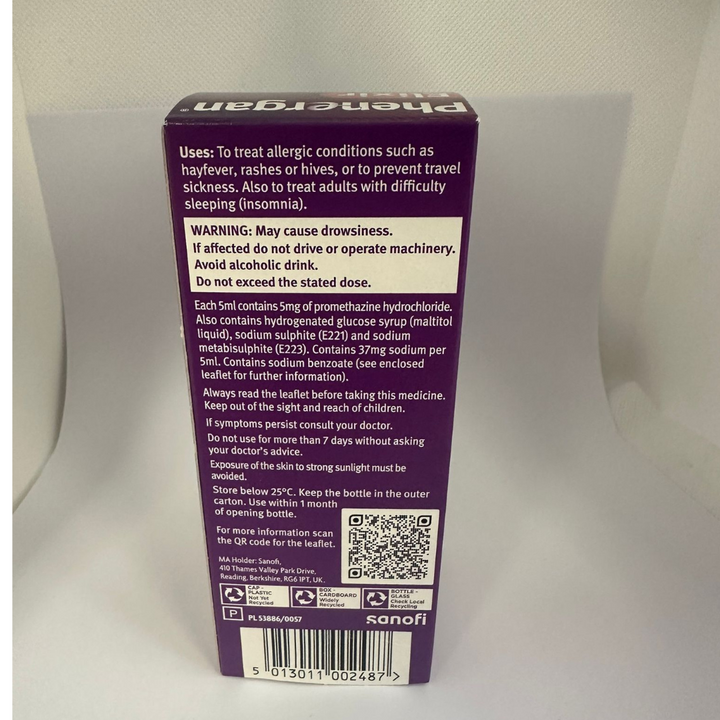 Phenergan®
elixir
Uses: To treat allergic conditions such as
hayfever, rashes or hives, or to prevent travel
sickness. Also to treat adults with difficulty
sleeping (insomnia).
WARNING: May cause drowsiness.
If affected do not drive or operate machinery.
Avoid alcoholic drink.
Do not exceed the stated dose.
Each 5ml contains 5mg of promethazine hydrochloride.
Also contains hydrogenated glucose syrup (maltitol
liquid), sodium sulphite (E221) and sodium
metabisulphite (E223). Contains 37mg sodium per
5ml. Contains sodium benzoate (see enclosed
leaflet for further information).
Always read the leaflet before taking this medicine.
Keep out of the sight and reach of children.
If symptoms persist consult your doctor.
Do not use for more than 7 days without asking
your doctor's advice.
Exposure of the skin to strong sunlight must be
avoided.
Store below 25°C. Keep the bottle in the outer
carton. Use within 1 month
of opening bottle.
For more information scan
the QR code for the leaflet.
MA Holder: Sanofi,
410 Thames Valley Park Drive,
Reading, Berkshire, RG6 1PT, UK.
CAP -
PLASTIC
Not Yet
Recycled
BOX -
CARDBOARD
Widely
Recycled
BOTTLE -
GLASS
Check Local
Recycling
P
PL 53886/0057
sanofi
5 013011 002487 >